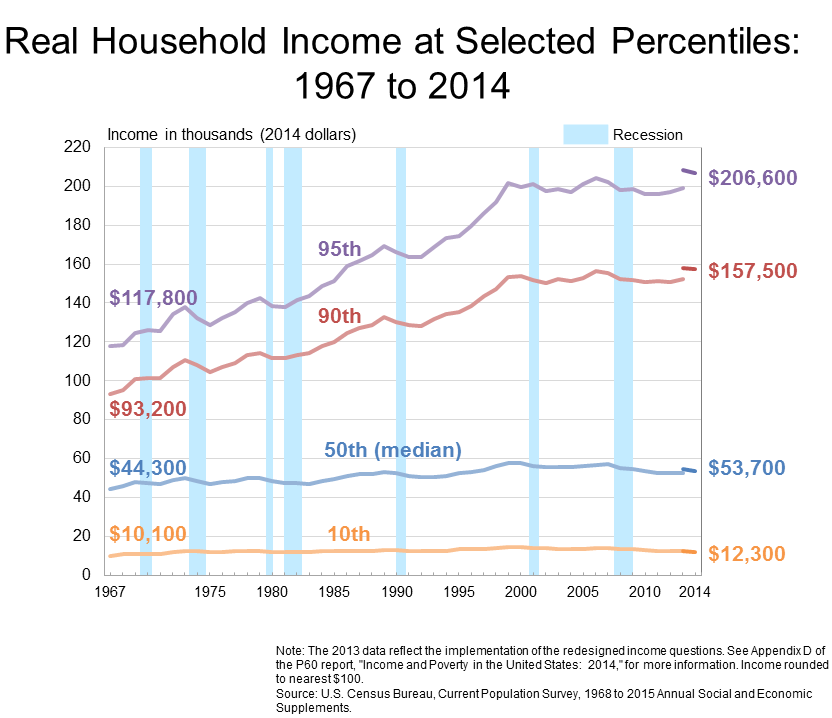 Real Household Income at Selected Percentiles:
1967 to 2014
Income in thousands (2014 dollars)
Recession
220
200
180
160
140
120
100
80
60
40
20
0
95th
$117,800
$206,600
90th
$93,200
$157,500
50th (median)
$44,300
$53,700
10th
$10,100
$12,300
1967 1975 1980 1985 1990 1995 2000 2005 2010 2014
Note: The 2013 data reflect the implementation of the redesigned income questions. See Appendix D of
the P60 report, "Income and Poverty in the United States: 2014," for more information. Income rounded
to nearest $100.
Source: U.S. Census Bureau, Current Population Survey, 1968 to 2015 Annual Social and Economic
Supplements.